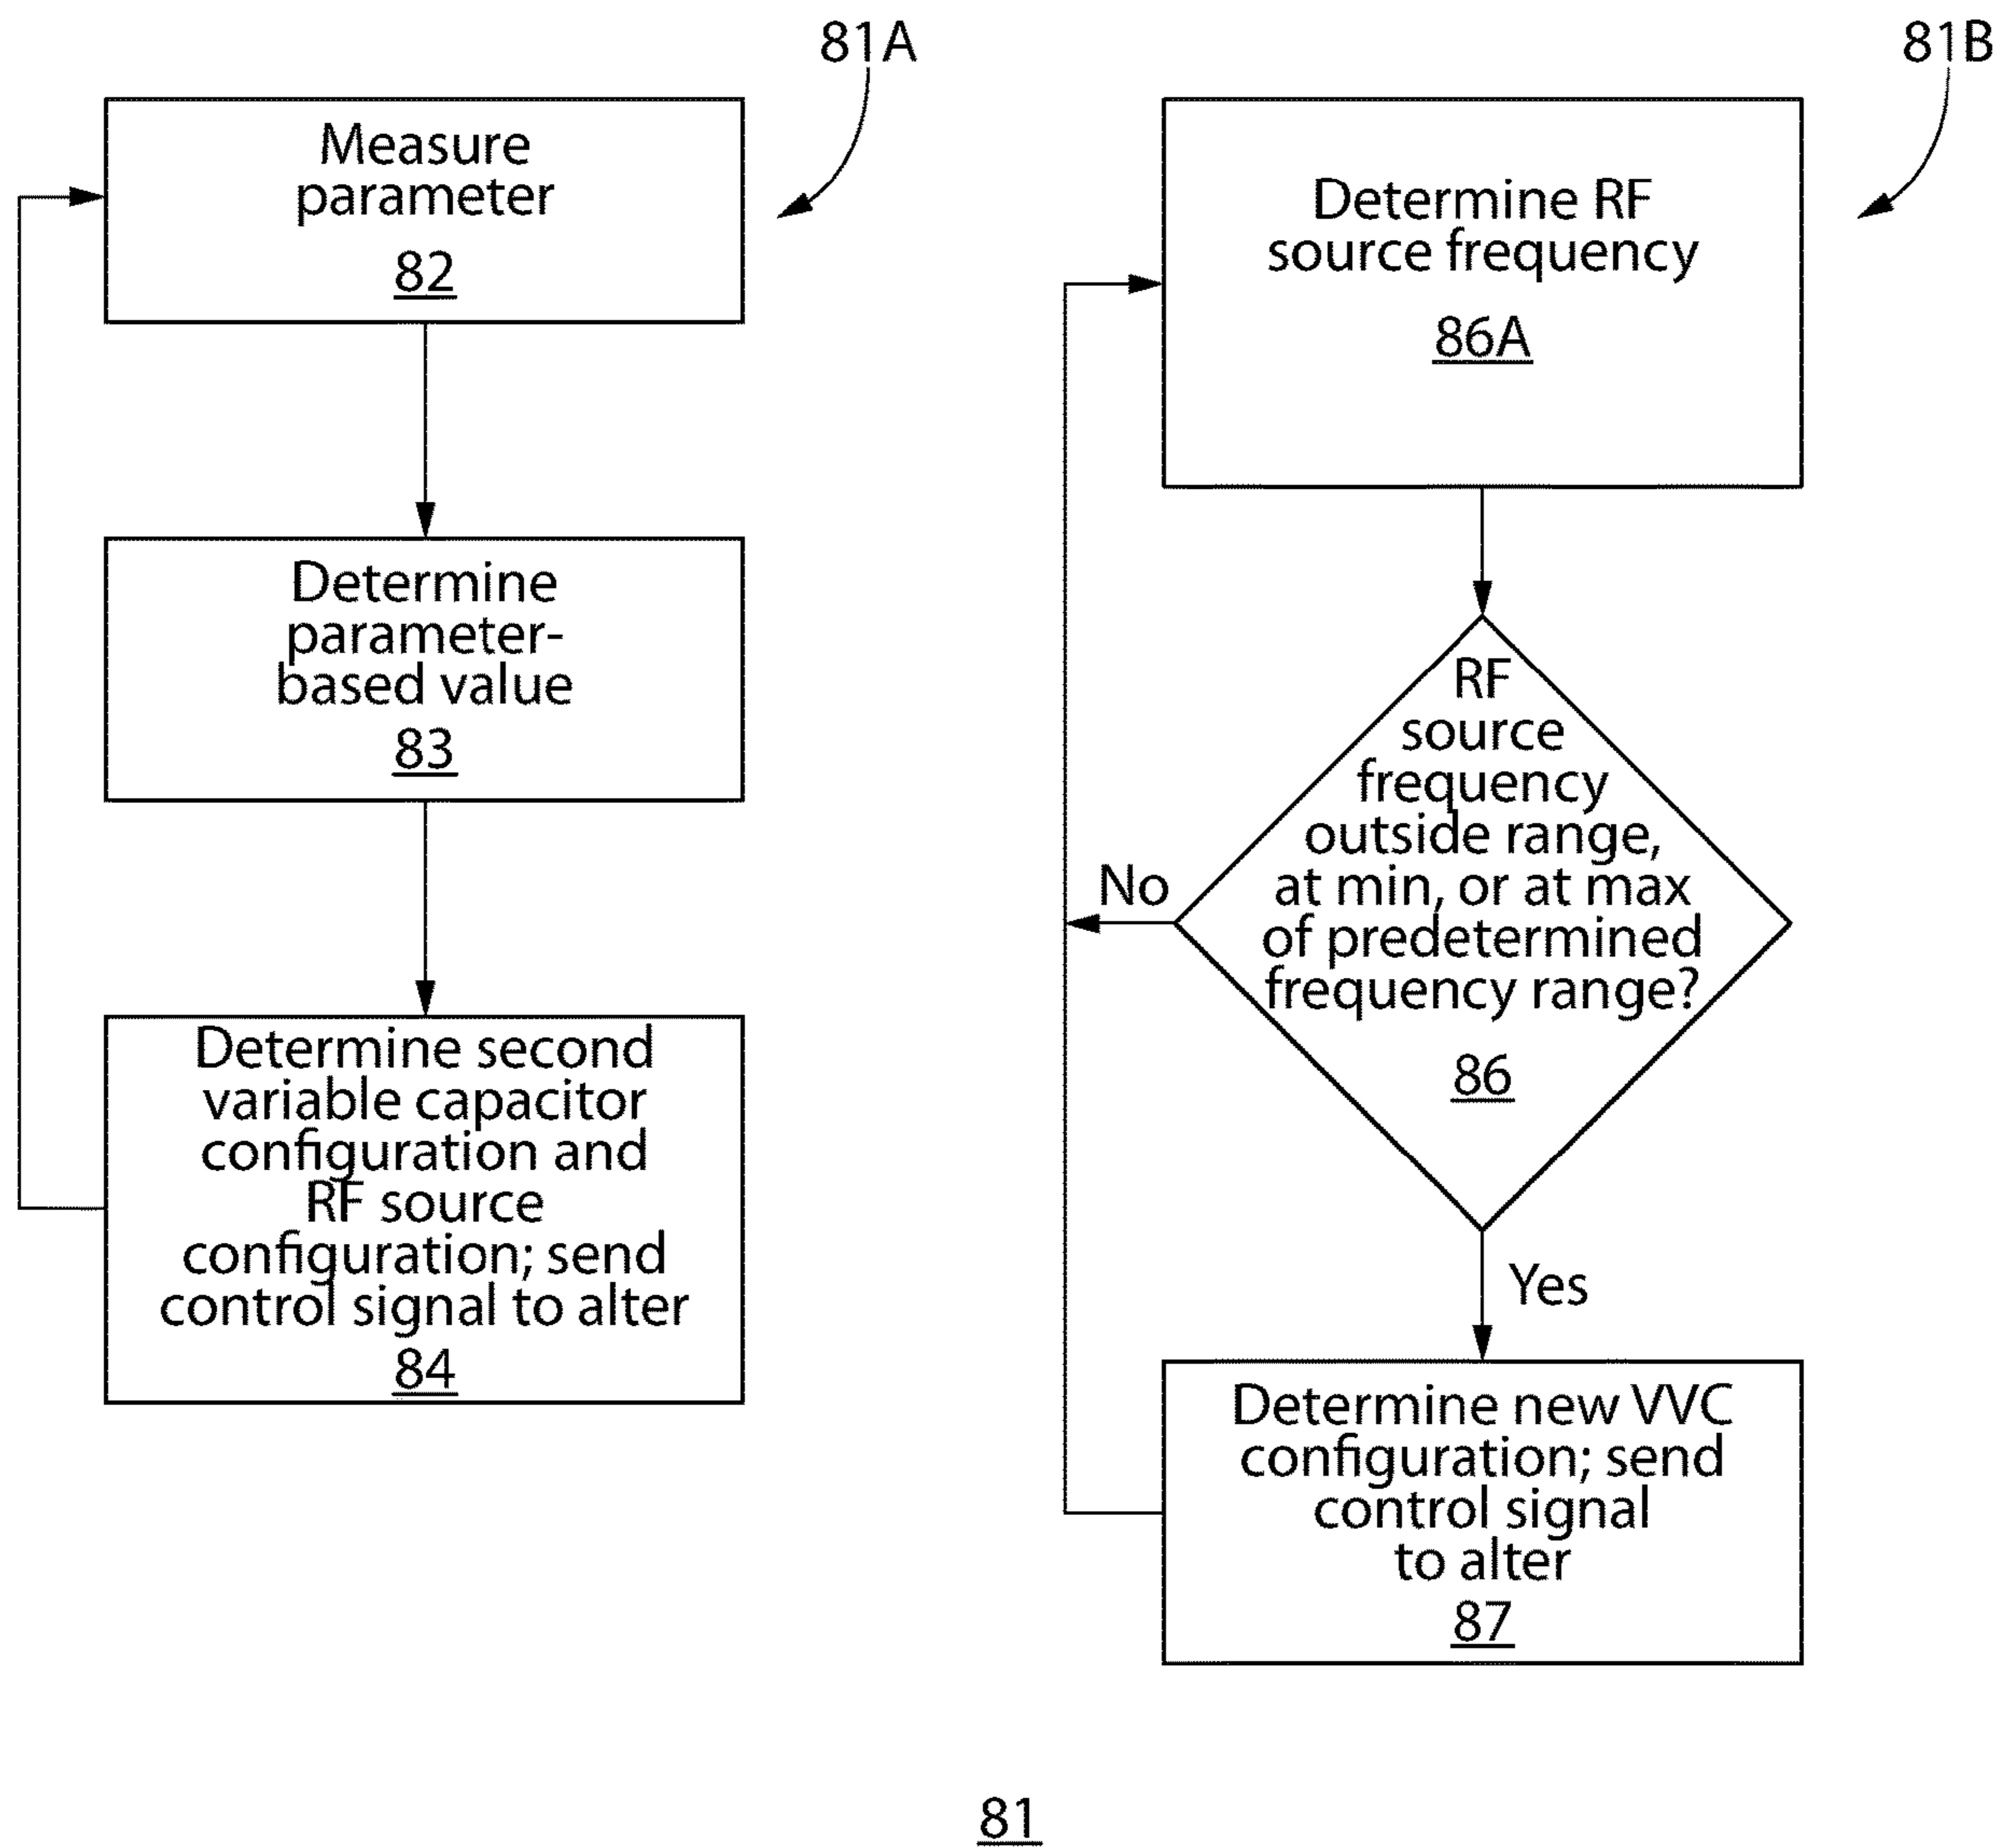 81A
Measure
parameter
82
Determine
parameter-
based value
83
Determine second
variable capacitor
configuration and
RF source
configuration; send
control signal to alter
84
81B
Determine RF
source frequency
86A
RF
source
frequency
outside range,
at min, or at max
of predetermined
frequency range?
86
No
Yes
Determine new VVC
configuration; send
control signal
to alter
87
81